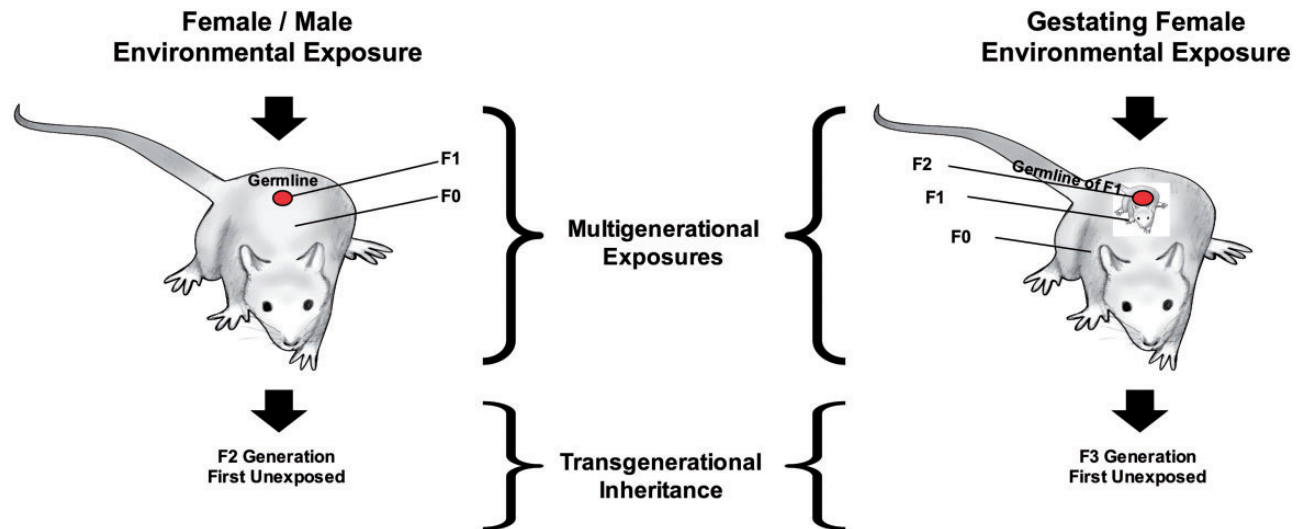 Female / Male
Environmental Exposure
Germline
F1
F0
F2 Generation
First Unexposed
Multigenerational
Exposures
Transgenerational
Inheritance
Gestating Female
Environmental Exposure
F2
Germline of F1
F1
F0
F3 Generation
First Unexposed